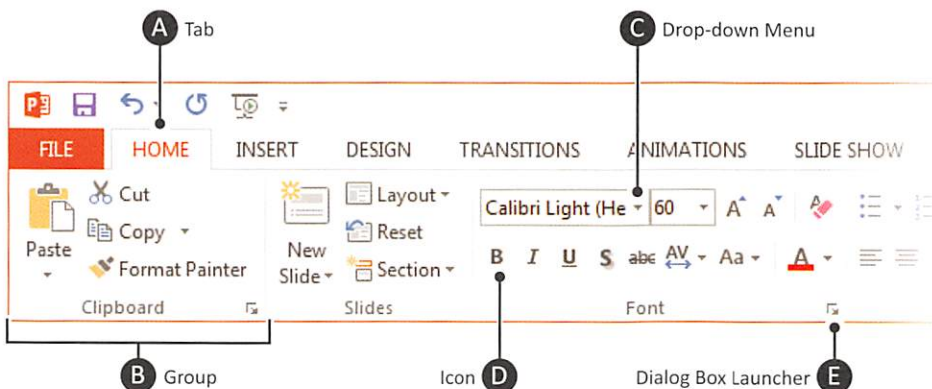 A Tab
C Drop-down Menu
FILE HOME INSERT DESIGN TRANSITIONS ANIMATIONS SLIDE SHOW
Cut
Copy
Paste
Format Painter
Clipboard
New
Slide
Layout
Reset
Section
Slides
Calibri Light (He 60 A A A
B I U S abc AV Aa A
Font
B Group
Icon D
Dialog Box Launcher E